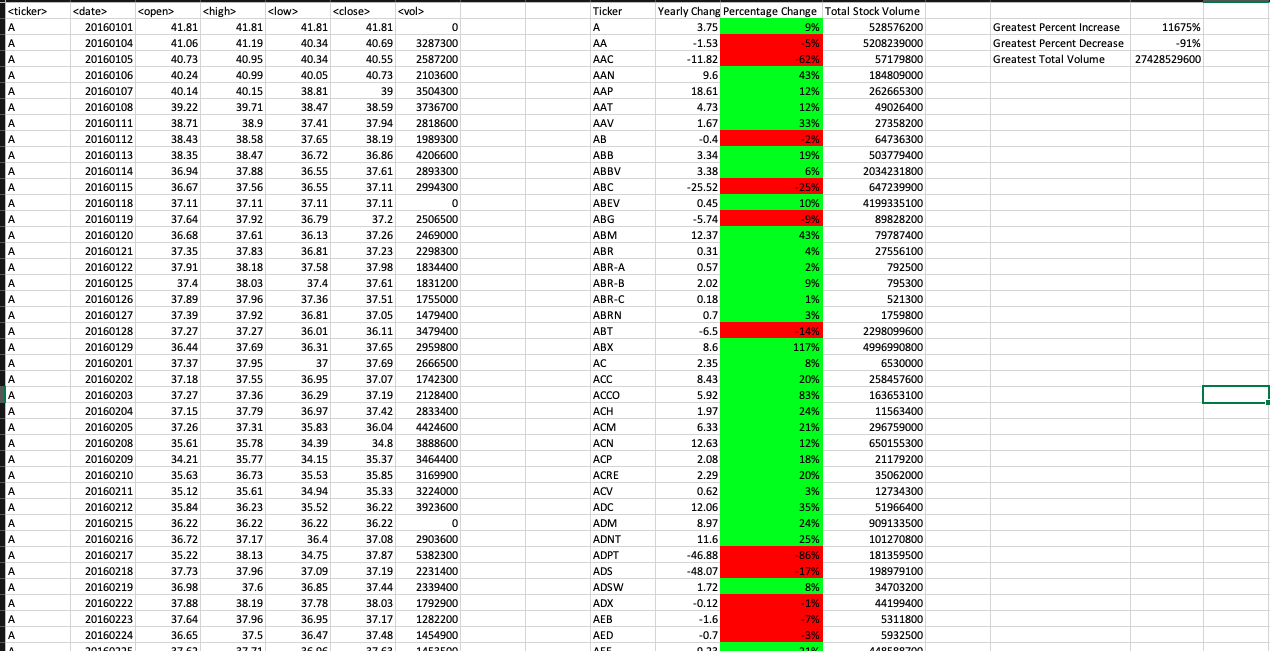 <ticker> <date> <open> <high> <low> <close> <vol> Ticker Yearly Chang Percentage Change Total Stock Volume
A 20160101 41.81 41.81 41.81 41.81 0 A 3.75 9% 528576200 Greatest Percent Increase 11675%
A 20160104 41.06 41.19 40.34 40.69 3287300 AA -1.53 -5% 5208239000 Greatest Percent Decrease -91%
A 20160105 40.73 40.95 40.34 40.55 2587200 AAC -11.82 -62% 57179800 Greatest Total Volume 27428529600
A 20160106 40.24 40.99 40.05 40.73 2103600 AAN 9.6 43% 184809000
A 20160107 40.14 40.15 38.81 39 3504300 AAP 18.61 12% 262665300
A 20160108 39.22 39.71 38.47 38.59 3736700 AAT 4.73 12% 49026400
A 20160111 38.71 38.9 37.41 37.94 2818600 AAV 1.67 33% 27358200
A 20160112 38.43 38.58 37.65 38.19 1989300 AB -0.4 -2% 64736300
A 20160113 38.35 38.47 36.72 36.86 4206600 ABB 3.34 19% 503779400
A 20160114 36.94 37.88 36.55 37.61 2893300 ABBV 3.38 6% 2034231800
A 20160115 36.67 37.56 36.55 37.11 2994300 ABC -25.52 -25% 647239900
A 20160118 37.11 37.11 37.11 37.11 0 ABEV 0.45 10% 4199335100
A 20160119 37.64 37.92 36.79 37.2 2506500 ABG -5.74 -9% 89828200
A 20160120 36.68 37.61 36.13 37.26 2469000 ABM 12.37 43% 79787400
A 20160121 37.35 37.83 36.81 37.23 2298300 ABR 0.31 4% 27556100
A 20160122 37.91 38.18 37.58 37.98 1834400 ABR-A 0.57 2% 792500
A 20160125 37.4 38.03 37.4 37.61 1831200 ABR-B 2.02 9% 795300
A 20160126 37.89 37.96 37.36 37.51 1755000 ABR-C 0.18 1% 521300
A 20160127 37.39 37.92 36.81 37.05 1479400 ABRN 0.7 3% 1759800
A 20160128 37.27 37.27 36.01 36.11 3479400 ABT -6.5 -14% 2298099600
A 20160129 36.44 37.69 36.31 37.65 2959800 ABX 8.6 117% 4996990800
A 20160201 37.37 37.95 37 37.69 2666500 AC 2.35 8% 6530000
A 20160202 37.18 37.55 36.95 37.07 1742300 ACC 8.43 20% 258457600
A 20160203 37.27 37.36 36.29 37.19 2128400 ACCO 5.92 83% 163653100
A 20160204 37.15 37.79 36.97 37.42 2833400 ACH 1.97 24% 11563400
A 20160205 37.26 37.31 35.83 36.04 4424600 ACM 6.33 21% 296759000
A 20160208 35.61 35.78 34.39 34.8 3888600 ACN 12.63 12% 650155300
A 20160209 34.21 35.77 34.15 35.37 3464400 ACP 2.08 18% 21179200
A 20160210 35.63 36.73 35.53 35.85 3169900 ACRE 2.29 20% 35062000
A 20160211 35.12 35.61 34.94 35.33 3224000 ACV 0.62 3% 12734300
A 20160212 35.84 36.23 35.52 36.22 3923600 ADC 12.06 35% 51966400
A 20160215 36.22 36.22 36.22 36.22 0 ADM 8.97 24% 909133500
A 20160216 36.72 37.17 36.4 37.08 2903600 ADNT 11.6 25% 101270800
A 20160217 35.22 38.13 34.75 37.87 5382300 ADPT -46.88 -86% 181359500
A 20160218 37.73 37.96 37.09 37.19 2231400 ADS -48.07 -17% 198979100
A 20160219 36.98 37.6 36.85 37.44 2339400 ADSW 1.72 8% 34703200
A 20160222 37.88 38.19 37.78 38.03 1792900 ADX -0.12 -1% 44199400
A 20160223 37.64 37.96 36.95 37.17 1282200 AEB -1.6 -7% 5311800
A 20160224 36.65 37.5 36.47 37.48 1454900 AED -0.7 -3% 5932500